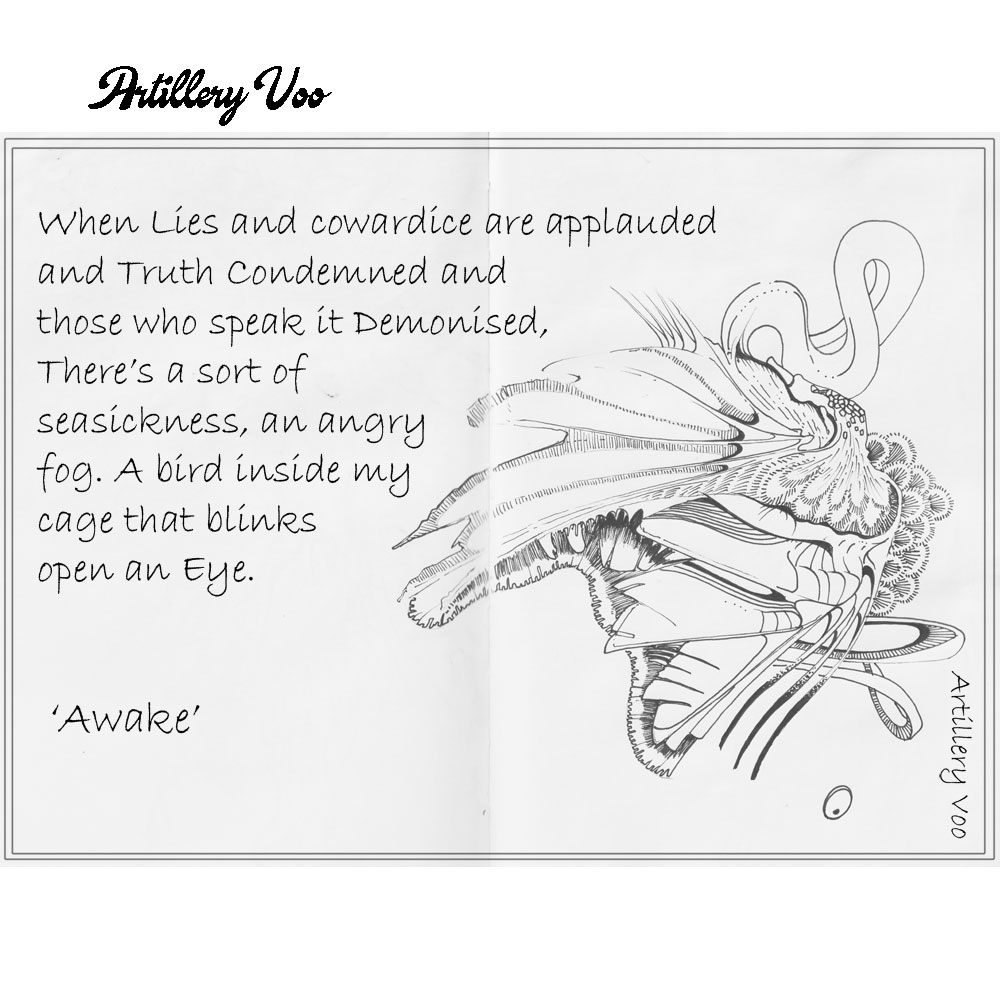 Artillery Voo
When Lies and cowardice are applauded
and Truth Condemned and
those who speak it Demonised,
There's a sort of
seasickness, an angry
fog. A bird inside my
cage that blinks
open an Eye.
'Awake'
Artillery Voo